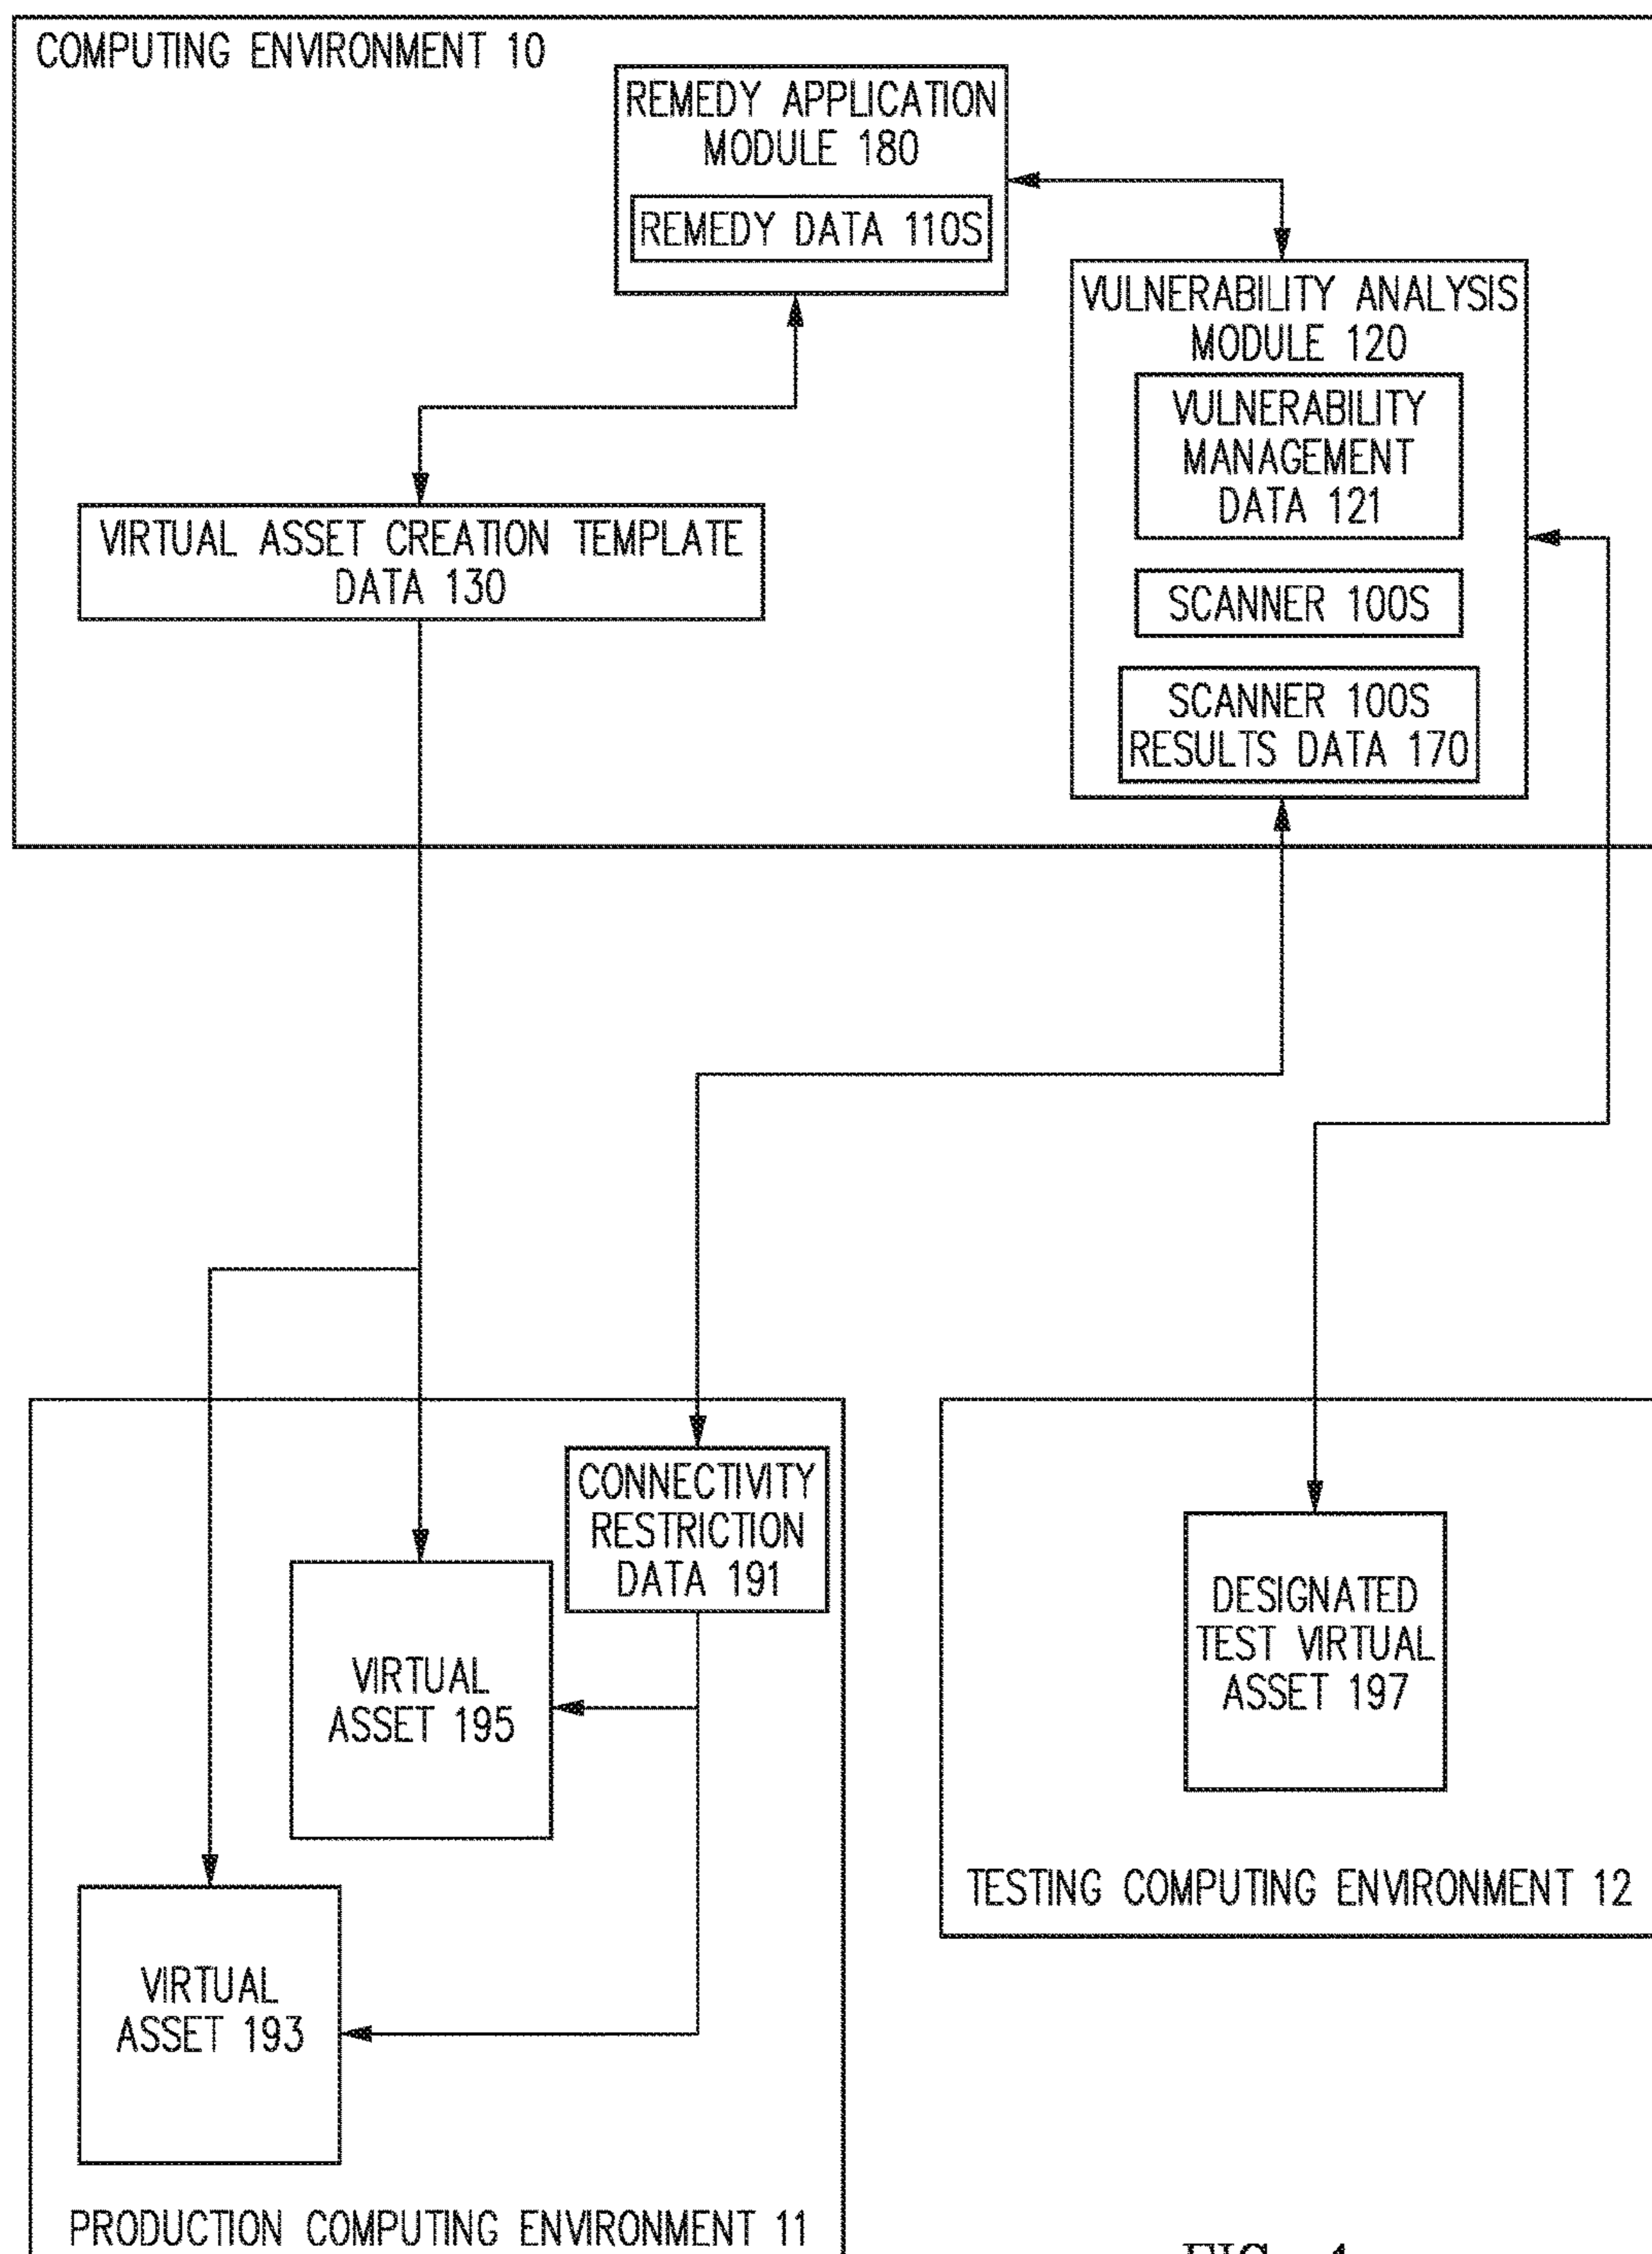 COMPUTING ENVIRONMENT 10
REMEDY APPLICATION
MODULE 180
REMEDY DATA 110S
VULNERABILITY ANALYSIS
MODULE 120
VULNERABILITY
MANAGEMENT
DATA 121
SCANNER 100S
SCANNER 100S
RESULTS DATA 170
VIRTUAL ASSET CREATION TEMPLATE
DATA 130
CONNECTIVITY
RESTRICTION
DATA 191
VIRTUAL
ASSET 195
VIRTUAL
ASSET 193
PRODUCTION COMPUTING ENVIRONMENT 11
DESIGNATED
TEST VIRTUAL
ASSET 197
TESTING COMPUTING ENVIRONMENT 12